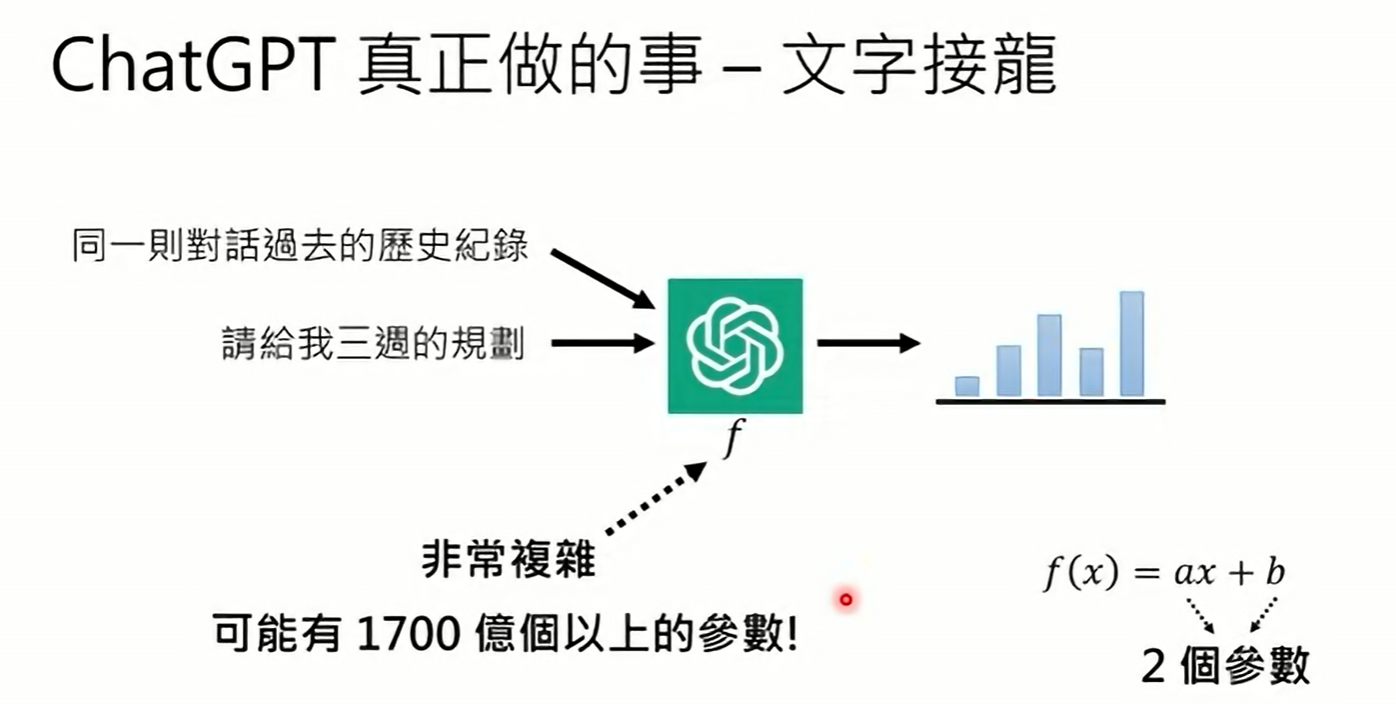 ChatGPT 真正做的事 – 文字接龍
同一則對話過去的歷史紀錄
請給我三週的規劃
f
非常複雜
可能有 1700 億個以上的參數!
f(x) = ax + b
2 個參數